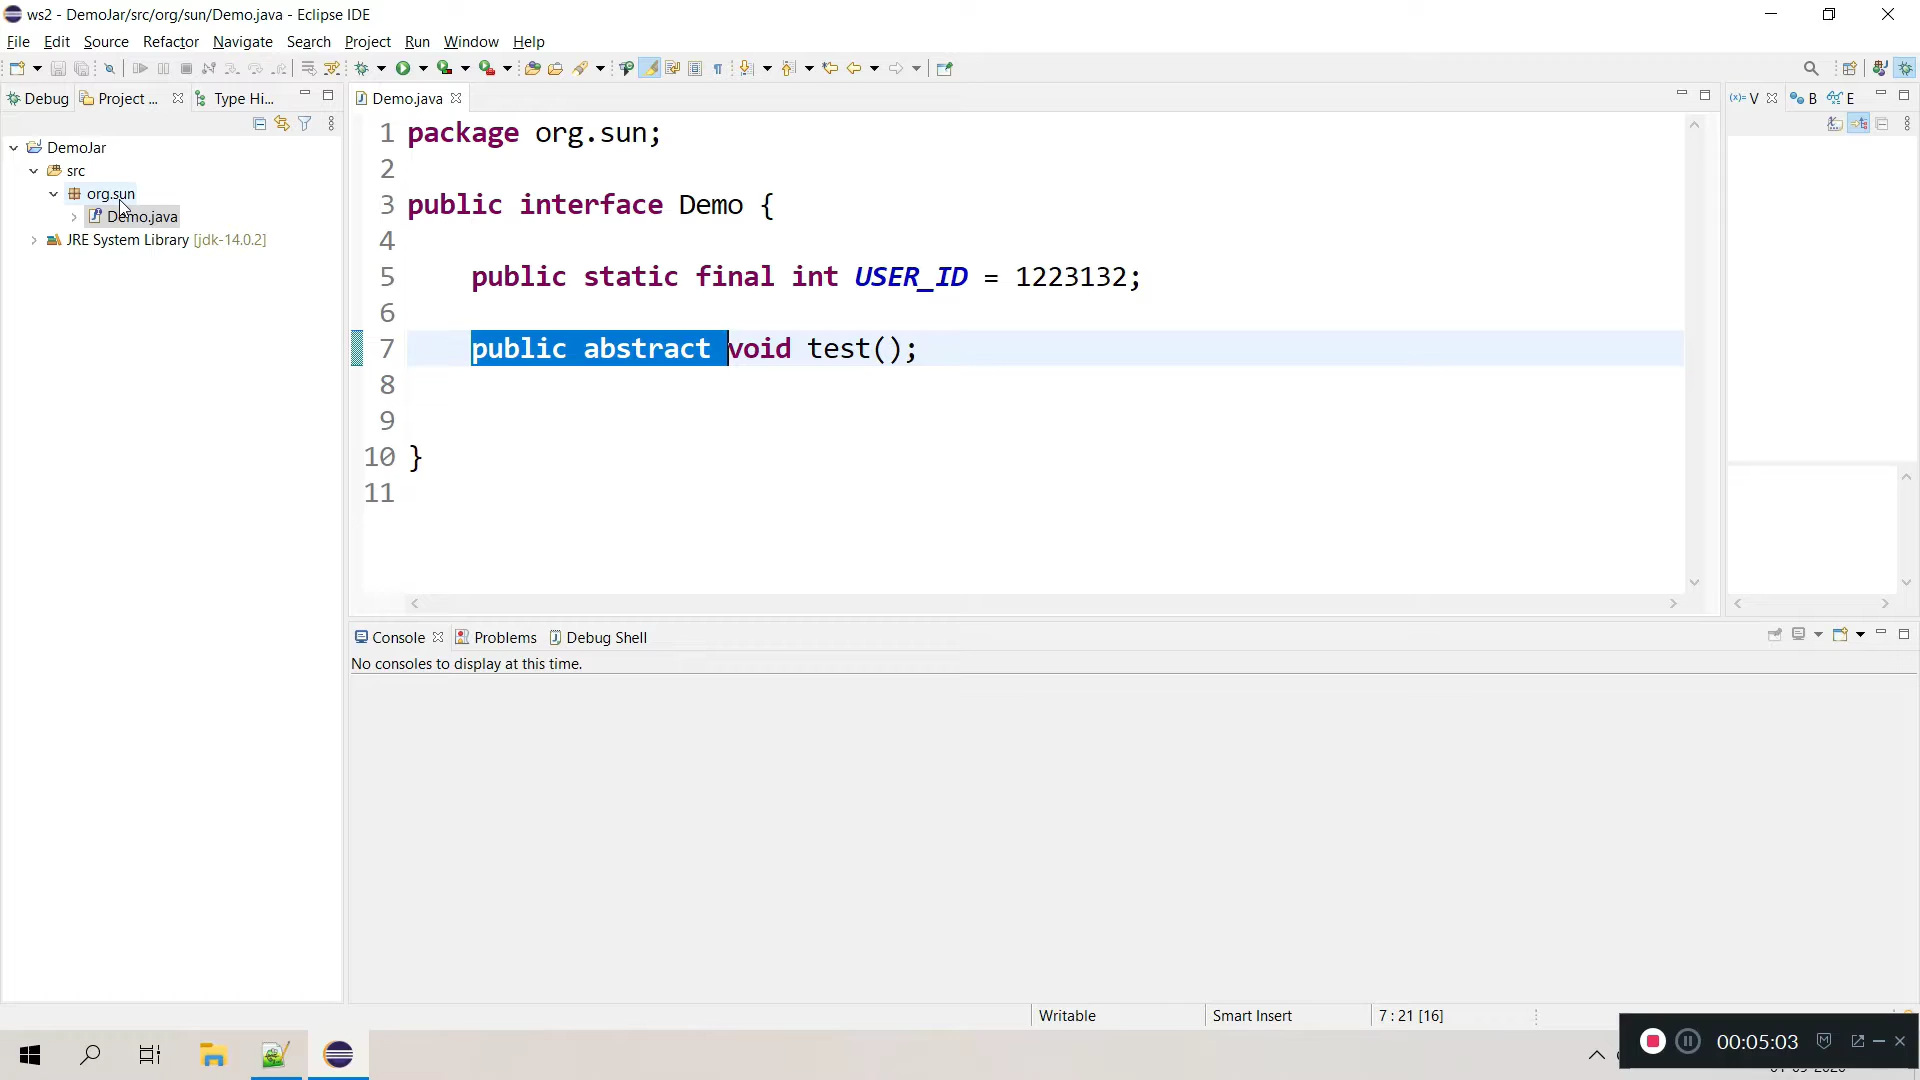 ws2 - DemoJar/src/org/sun/Demo.java - Eclipse IDE
File Edit Source Refactor Navigate Search Project Run Window Help
Debug Project ... Type Hi... Demo.java V B E
DemoJar
src
org.sun
Demo.java
JRE System Library [jdk-14.0.2]
1 package org.sun;
2
3 public interface Demo {
4
5 public static final int USER_ID = 1223132;
6
7 public abstract void test();
8
9
10 }
11
Console Problems Debug Shell
No consoles to display at this time.
Writable Smart Insert 7 : 21 [16]
00:05:03